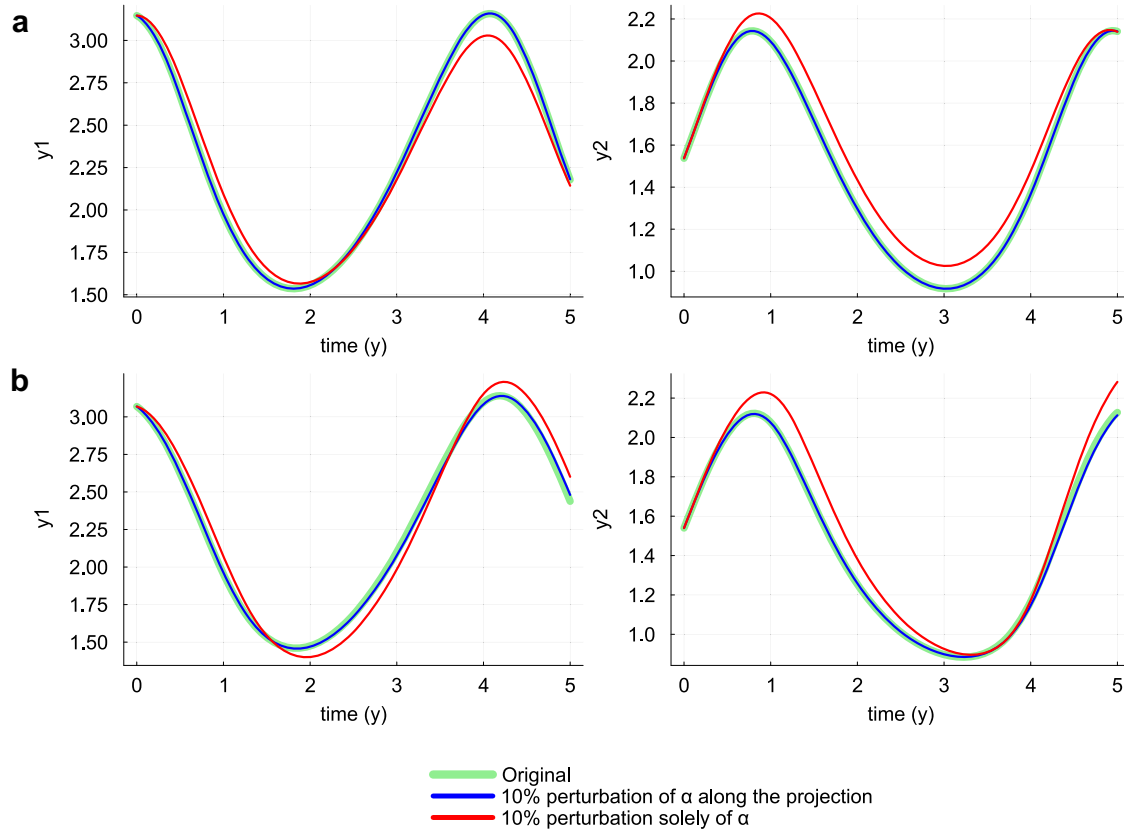 a
y1
3.00
2.75
2.50
2.25
2.00
1.75
1.50
0 1 2 3 4 5
time (y)
y2
2.2
2.0
1.8
1.6
1.4
1.2
1.0
0 1 2 3 4 5
time (y)
b
y1
3.00
2.75
2.50
2.25
2.00
1.75
1.50
0 1 2 3 4 5
time (y)
y2
2.2
2.0
1.8
1.6
1.4
1.2
1.0
0 1 2 3 4 5
time (y)
Original
10% perturbation of α along the projection
10% perturbation solely of α